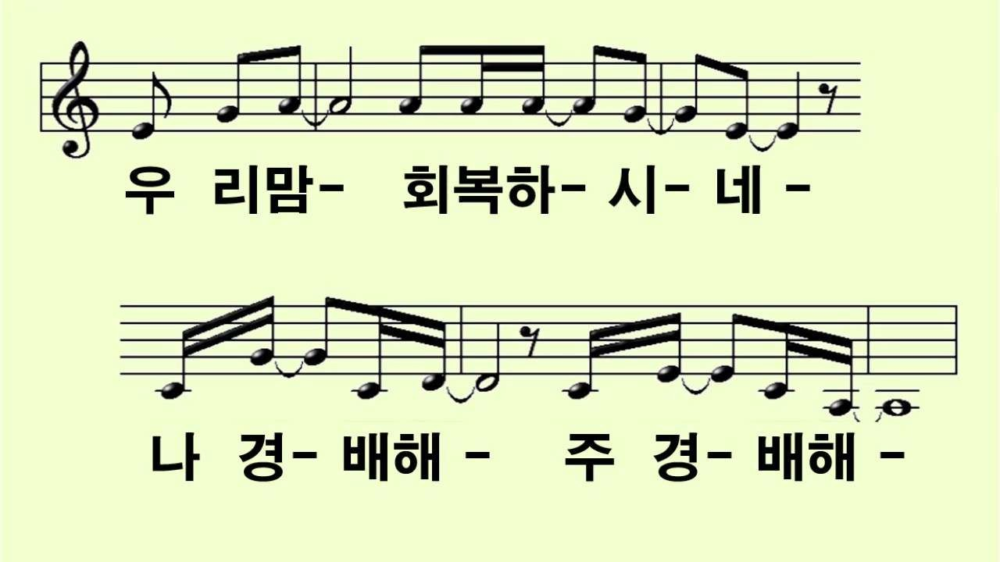 우 리맘- 회복하- 시- 네 -
나 경- 배해 - 주 경- 배해 -